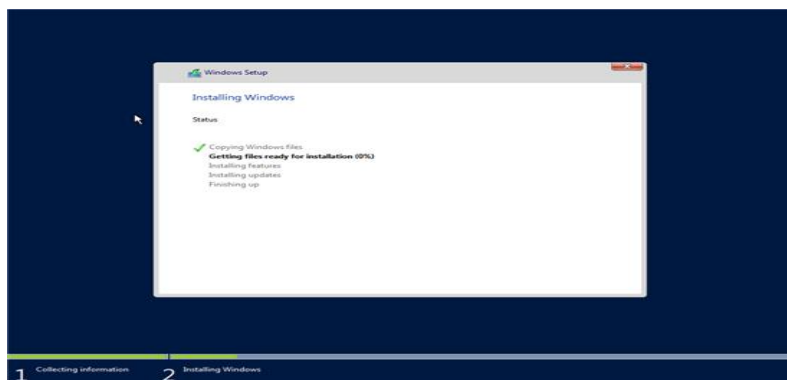 Windows Setup
Installing Windows
Status
Copying Windows files
Getting files ready for installation (0%)
Installing features
Installing updates
Finishing up
1 Collecting information
2 Installing Windows